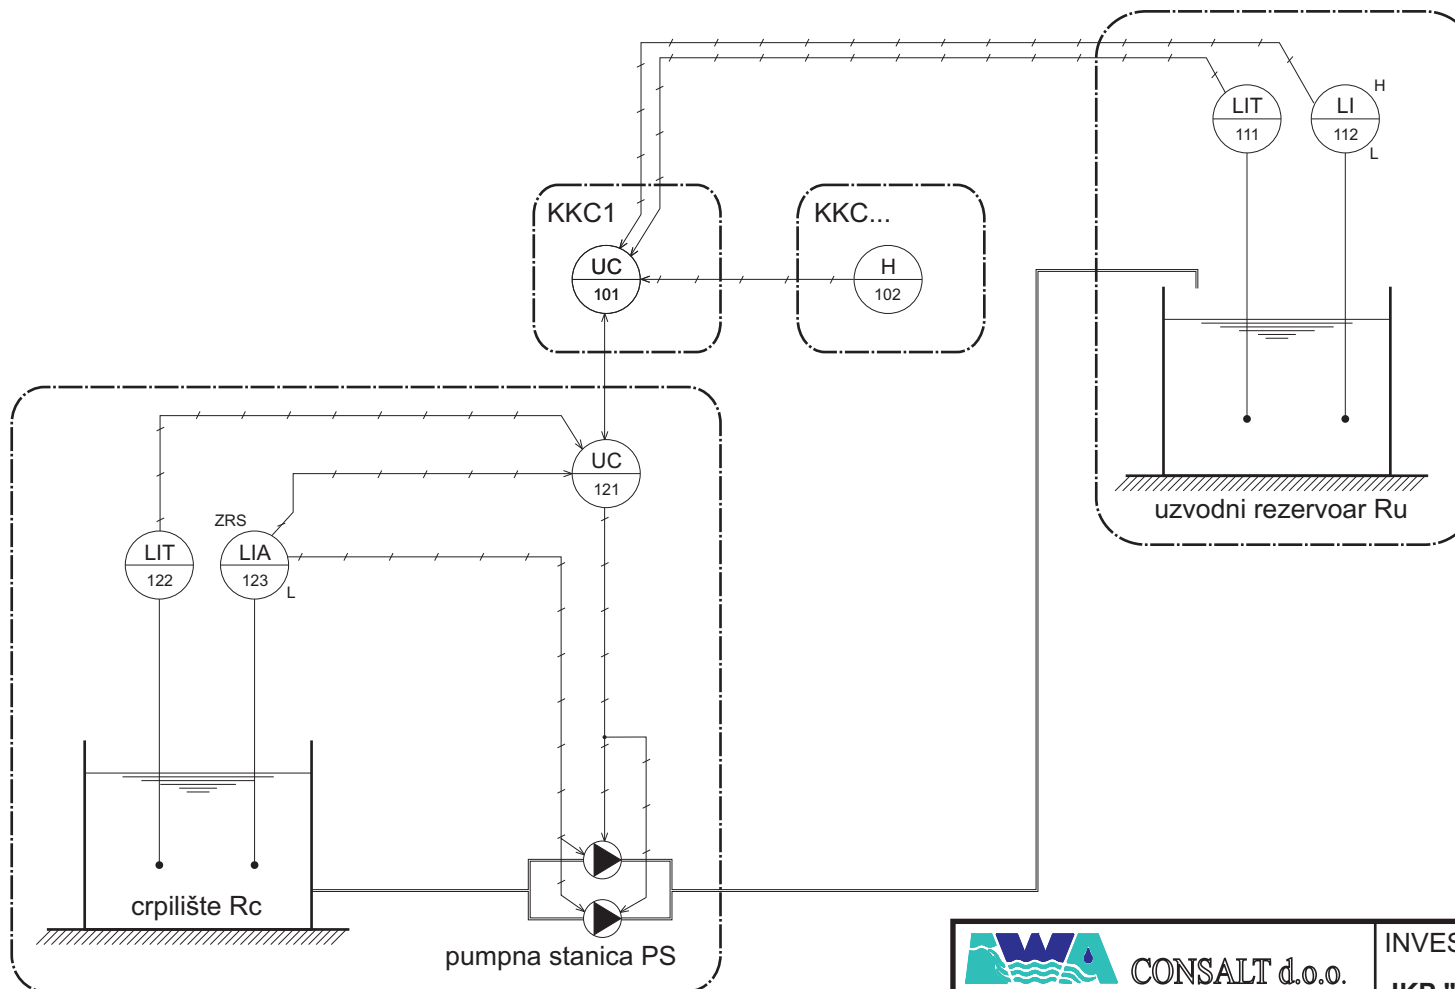 H
LIT
111
LI
112
L
KKC1
KKC...
UC
101
H
102
UC
121
uzvodni rezervoar Ru
ZRS
LIT
122
LIA
123
L
crpilište Rc
pumpna stanica PS
CONSALT d.o.o.
INVES